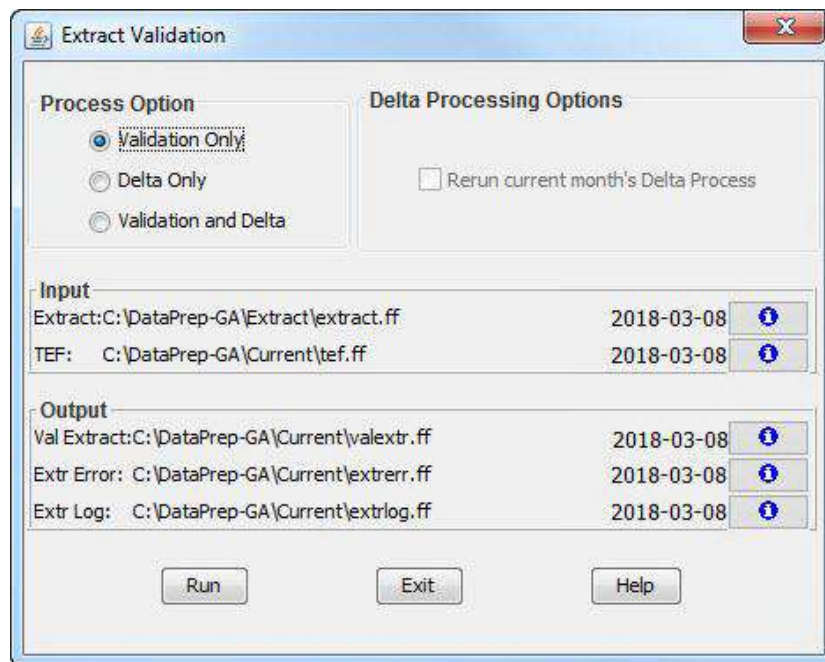 Extract Validation
Process Option
Validation Only
Delta Only
Validation and Delta
Delta Processing Options
Rerun current month's Delta Process
Input
Extract:C:\DataPrep-GA\Extract\extract.ff 2018-03-08
TEF: C:\DataPrep-GA\Current\tef.ff 2018-03-08
Output
Val Extract:C:\DataPrep-GA\Current\valextr.ff 2018-03-08
Extr Error: C:\DataPrep-GA\Current\extrerr.ff 2018-03-08
Extr Log: C:\DataPrep-GA\Current\extrlog.ff 2018-03-08
Run Exit Help